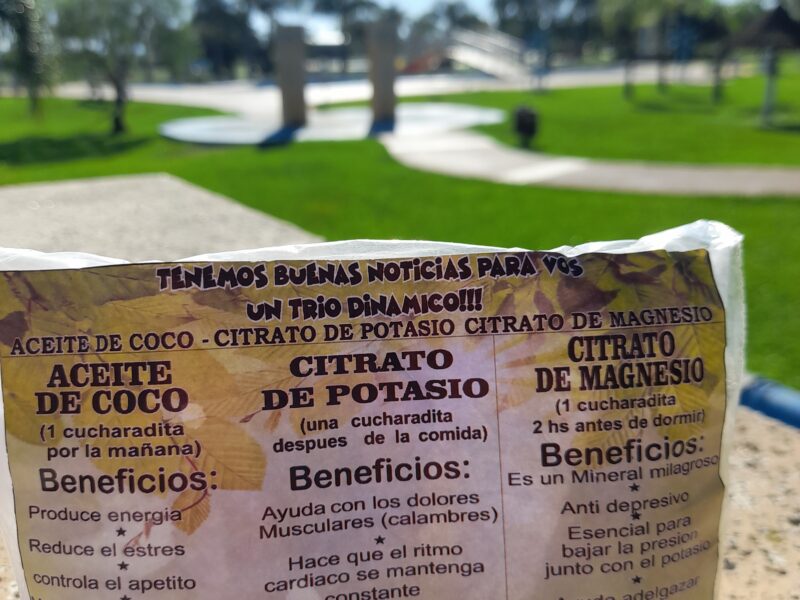 TENEMOS BUENAS NOTICIAS PARA VOS
UN TRIO DINAMICO!!!
ACEITE DE COCO - CITRATO DE POTASIO CITRATO DE MAGNESIO
ACEITE
DE COCO
(1 cucharadita
por la mañana)
Beneficios:
Produce energia
★
Reduce el estres
★
controla el apetito
★
CITRATO
DE POTASIO
(una cucharadita
despues de la comida)
Beneficios:
Ayuda con los dolores
Musculares (calambres)
★
Hace que el ritmo
cardiaco se mantenga
constante
CITRATO
DE MAGNESIO
(1 cucharadita
2 hs antes de dormir)
Beneficios:
Es un Mineral milagroso
★
Anti depresivo
★
Esencial para
bajar la presion
junto con el potasio
★
Ayuda adelgazar